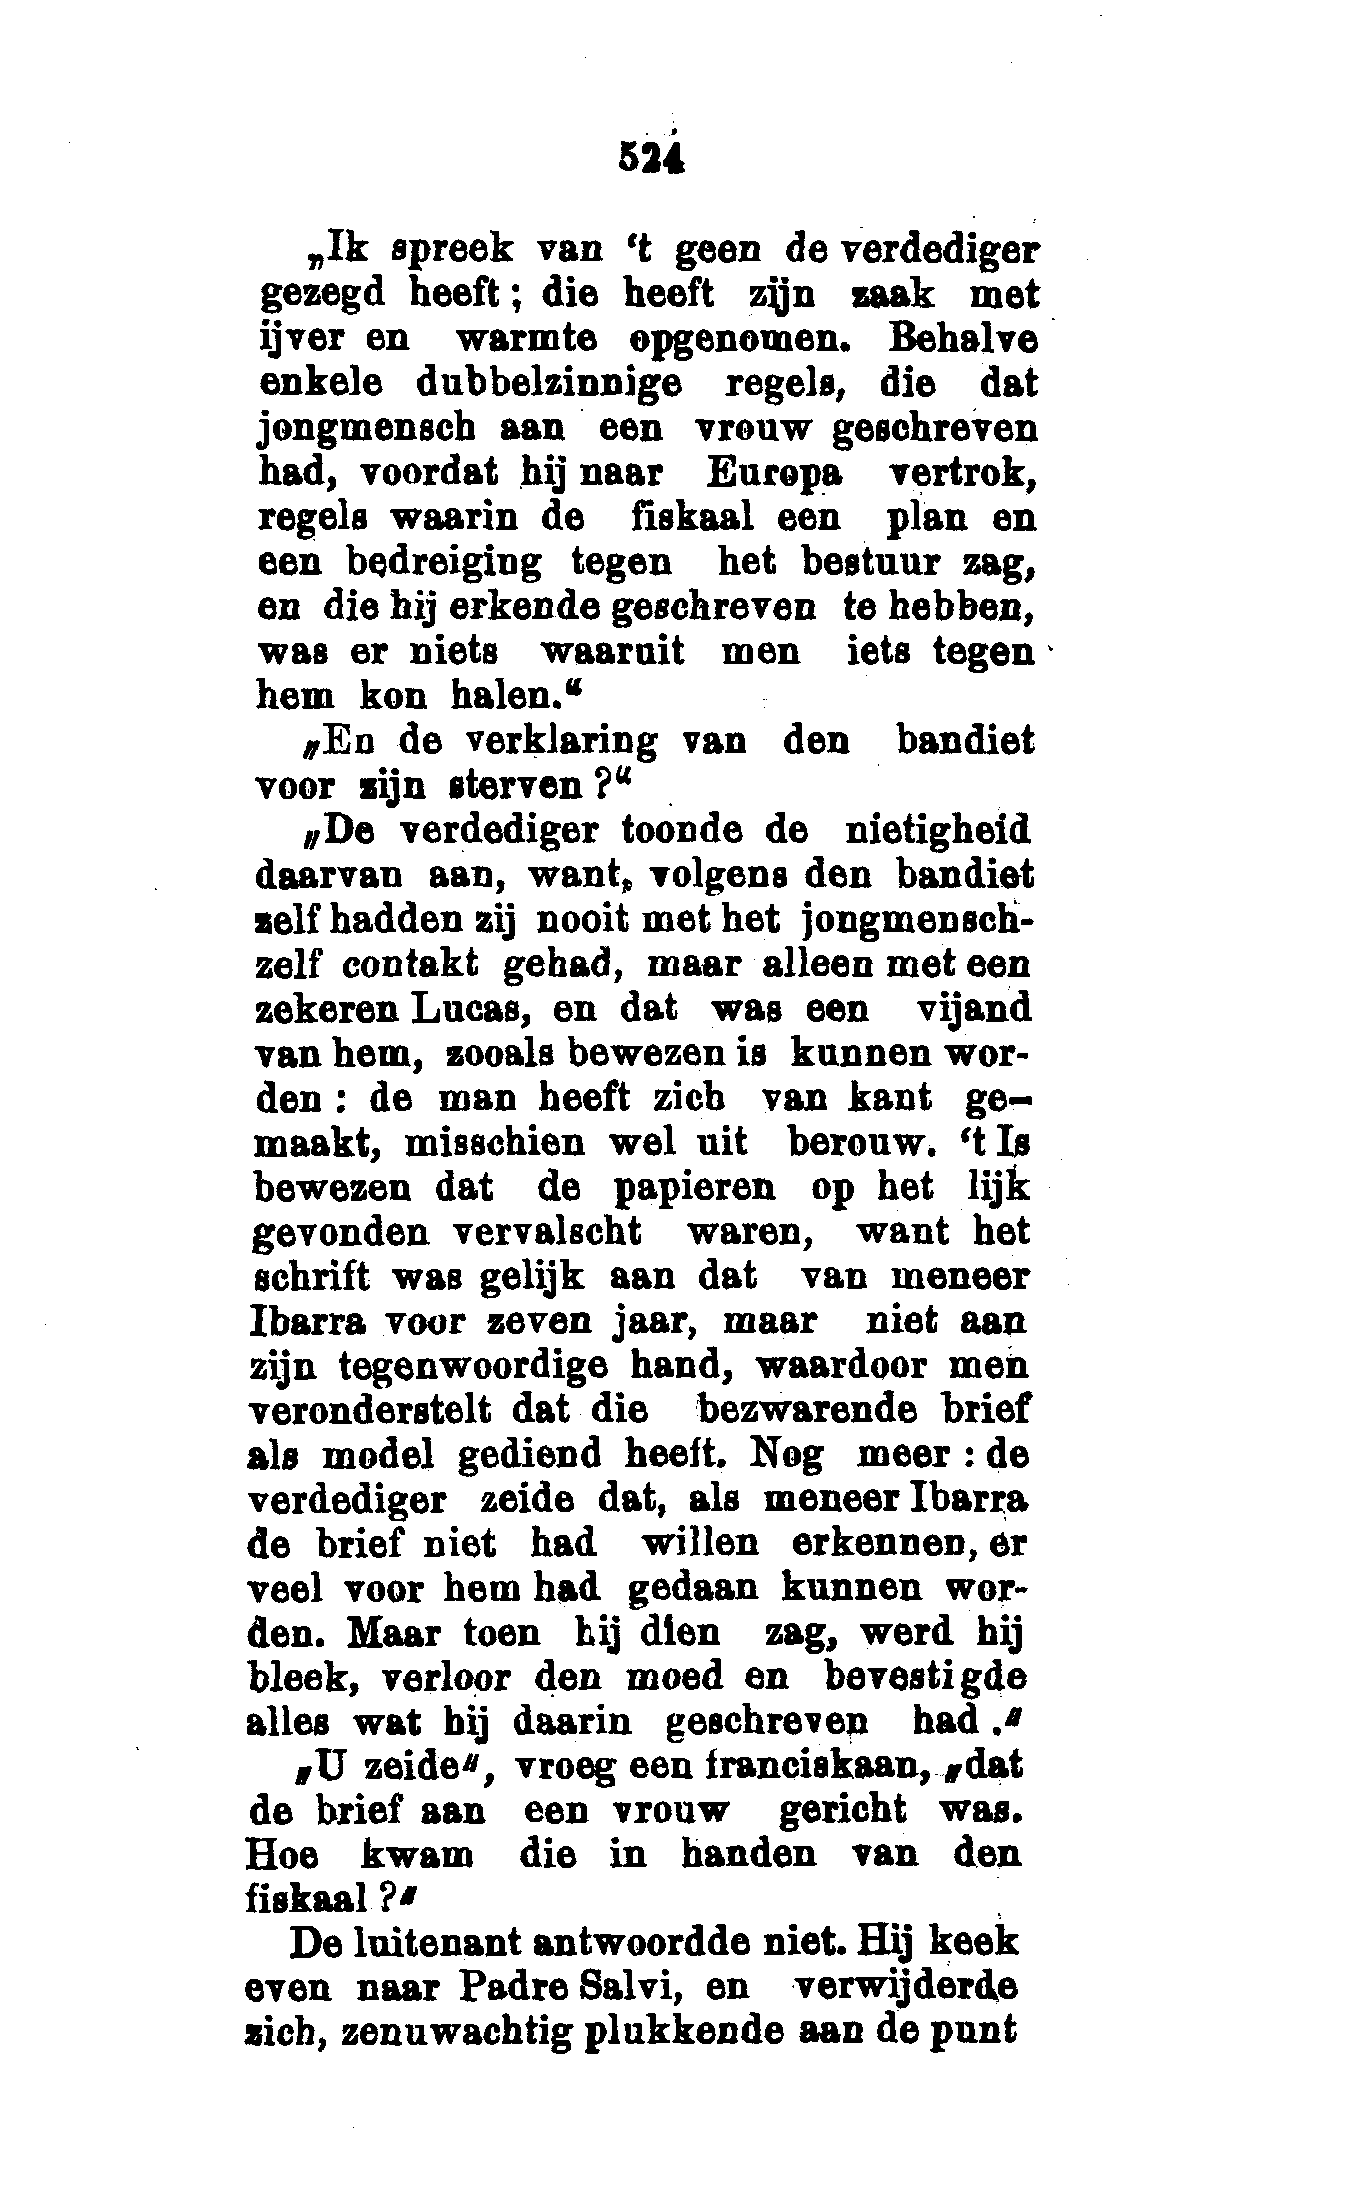 524
„Ik spreek van ‘t geen de verdediger
gezegd heeft ; die heeft zijn zaak met
ijver en warmte opgenomen. Behalve
enkele dubbelzinnige regels, die dat
jongmensch aan een vrouw geschreven
had, voordat hij naar Europa vertrok,
regels waarin de fiskaal een plan en
een bedreiging tegen het bestuur zag,
en die hij erkende geschreven te hebben,
was er niets waaruit men iets tegen
hem kon halen.“
„En de verklaring van den bandiet
voor zijn sterven ?“
„De verdediger toonde de nietigheid
daarvan aan, want, volgens den bandiet
zelf hadden zij nooit met het jongmensch-
zelf contakt gehad, maar alleen met een
zekeren Lucas, en dat was een vijand
van hem, zooals bewezen is kunnen wor-
den : de man heeft zich van kant ge-
maakt, misschien wel uit berouw. ‘t Is
bewezen dat de papieren op het lijk
gevonden vervalscht waren, want het
schrift was gelijk aan dat van meneer
Ibarra voor zeven jaar, maar niet aan
zijn tegenwoordige hand, waardoor men
veronderstelt dat die bezwarende brief
als model gediend heeft. Nog meer : de
verdediger zeide dat, als meneer Ibarra
de brief niet had willen erkennen, er
veel voor hem had gedaan kunnen wor-
den. Maar toen hij dien zag, werd hij
bleek, verloor den moed en bevestigde
alles wat hij daarin geschreven had .“
„U zeide“, vroeg een franciskaan, „dat
de brief aan een vrouw gericht was.
Hoe kwam die in handen van den
fiskaal ?“
De luitenant antwoordde niet. Hij keek
even naar Padre Salvi, en verwijderde
zich, zenuwachtig plukkende aan de punt